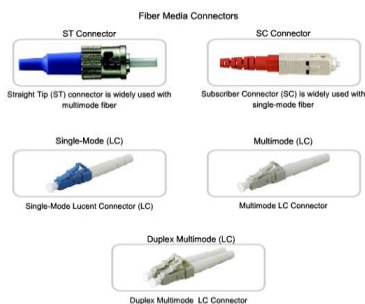 Fiber Media Connectors
ST Connector
SC Connector
Straight Tip (ST) connector is widely used with
multimode fiber
Subscriber Connector (SC) is widely used with
single-mode fiber
Single-Mode (LC)
Multimode (LC)
Single-Mode Lucent Connector (LC)
Multimode LC Connector
Duplex Multimode (LC)
Duplex Multimode LC Connector